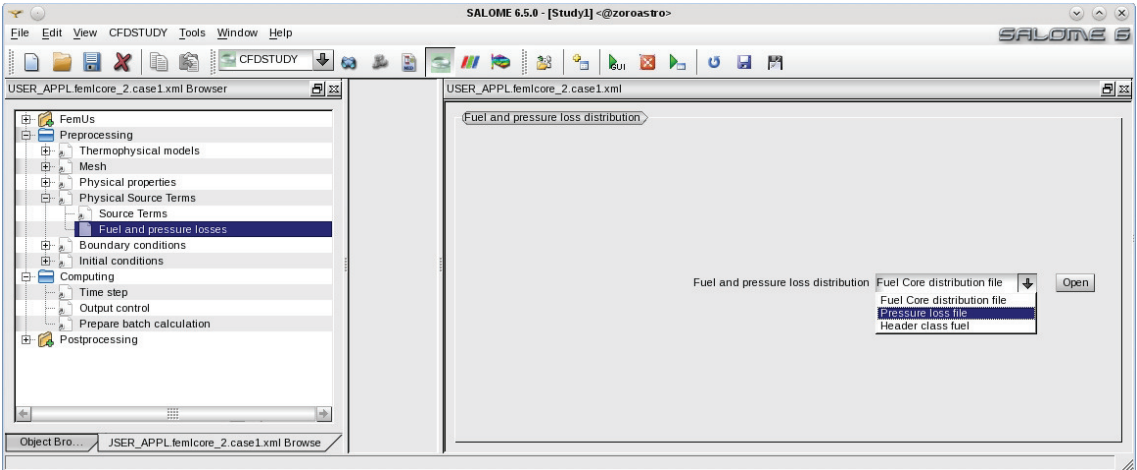 SALOME 6.5.0 - [Study1] <@zoroastro>
File Edit View CFDSTUDY Tools Window Help
SALOME 6
CFDSTUDY
GUI
USER_APPL.femlcore_2.case1.xml Browser
USER_APPL.femlcore_2.case1.xml
FemUs
Preprocessing
Thermophysical models
Mesh
Physical properties
Physical Source Terms
Source Terms
Fuel and pressure losses
Boundary conditions
Initial conditions
Computing
Time step
Output control
Prepare batch calculation
Postprocessing
Object Bro...
JSER_APPL.femlcore_2.case1.xml Browse
Fuel and pressure loss distribution
Fuel and pressure loss distribution Fuel Core distribution file Open
Fuel Core distribution file
Pressure loss file
Header class fuel